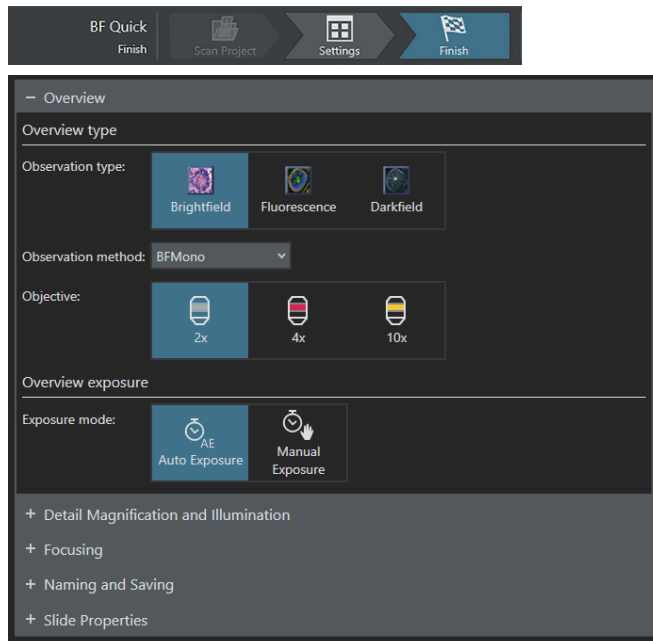 BF Quick
Finish
Scan Project
Settings
Finish
− Overview
Overview type
Observation type:
Brightfield
Fluorescence
Darkfield
Observation method: BFMono
Objective:
2x
4x
10x
Overview exposure
Exposure mode:
AE
Auto Exposure
Manual
Exposure
+ Detail Magnification and Illumination
+ Focusing
+ Naming and Saving
+ Slide Properties